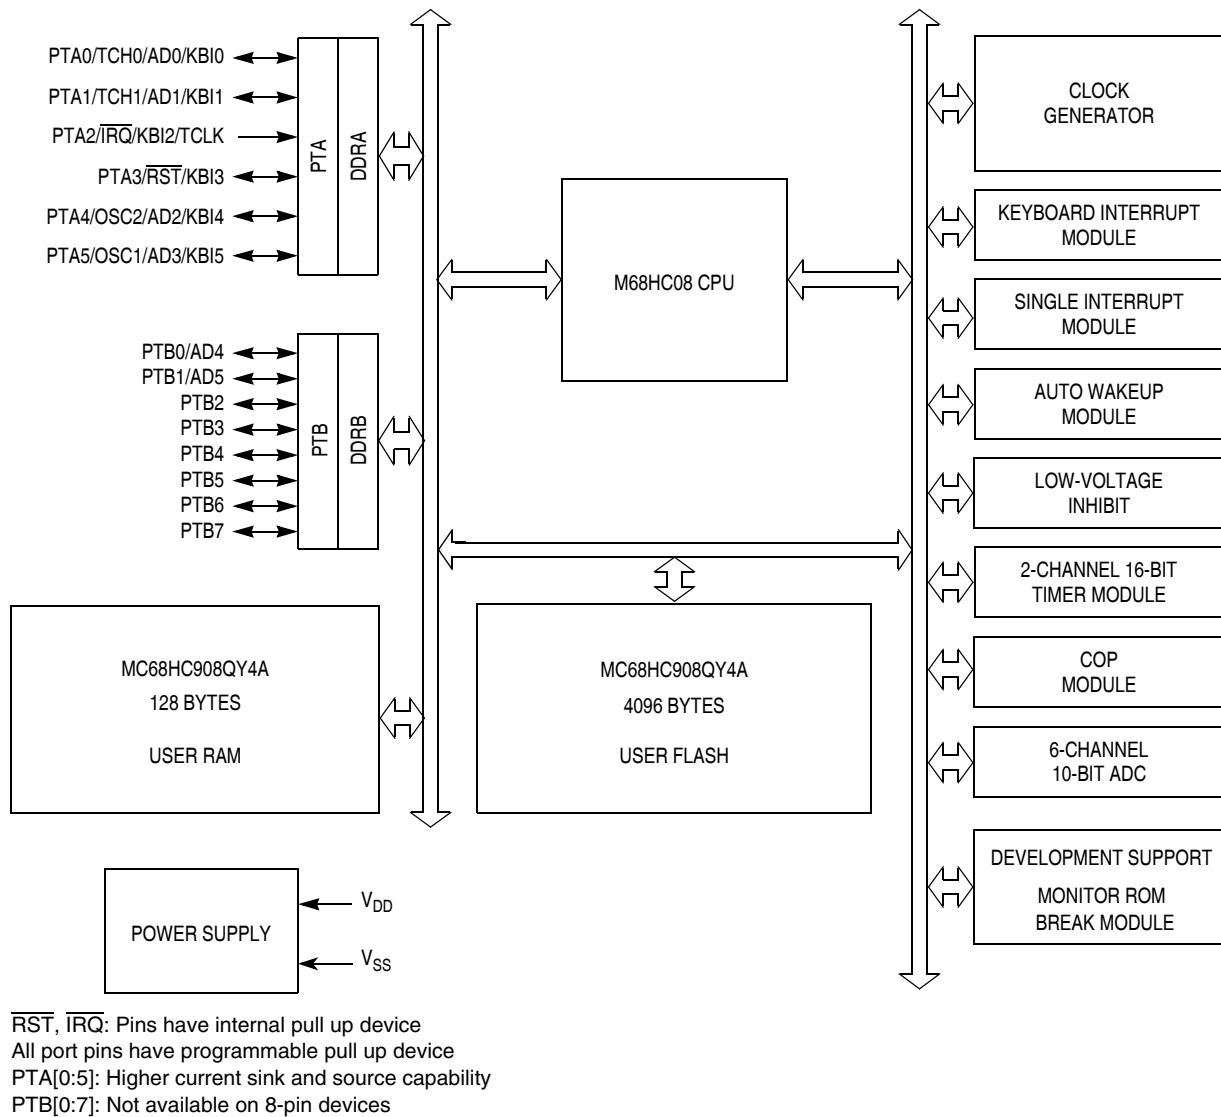 PTA0/TCH0/AD0/KBI0
PTA1/TCH1/AD1/KBI1
PTA2/I̅R̅Q̅/KBI2/TCLK
PTA3/R̅S̅T̅/KBI3
PTA4/OSC2/AD2/KBI4
PTA5/OSC1/AD3/KBI5
PTA
DDRA
PTB0/AD4
PTB1/AD5
PTB2
PTB3
PTB4
PTB5
PTB6
PTB7
PTB
DDRB
M68HC08 CPU
CLOCK
GENERATOR
KEYBOARD INTERRUPT
MODULE
SINGLE INTERRUPT
MODULE
AUTO WAKEUP
MODULE
LOW-VOLTAGE
INHIBIT
2-CHANNEL 16-BIT
TIMER MODULE
COP
MODULE
6-CHANNEL
10-BIT ADC
DEVELOPMENT SUPPORT
MONITOR ROM
BREAK MODULE
MC68HC908QY4A
128 BYTES
USER RAM
MC68HC908QY4A
4096 BYTES
USER FLASH
POWER SUPPLY
VDD
VSS
R̅S̅T̅, I̅R̅Q̅: Pins have internal pull up device
All port pins have programmable pull up device
PTA[0:5]: Higher current sink and source capability
PTB[0:7]: Not available on 8-pin devices